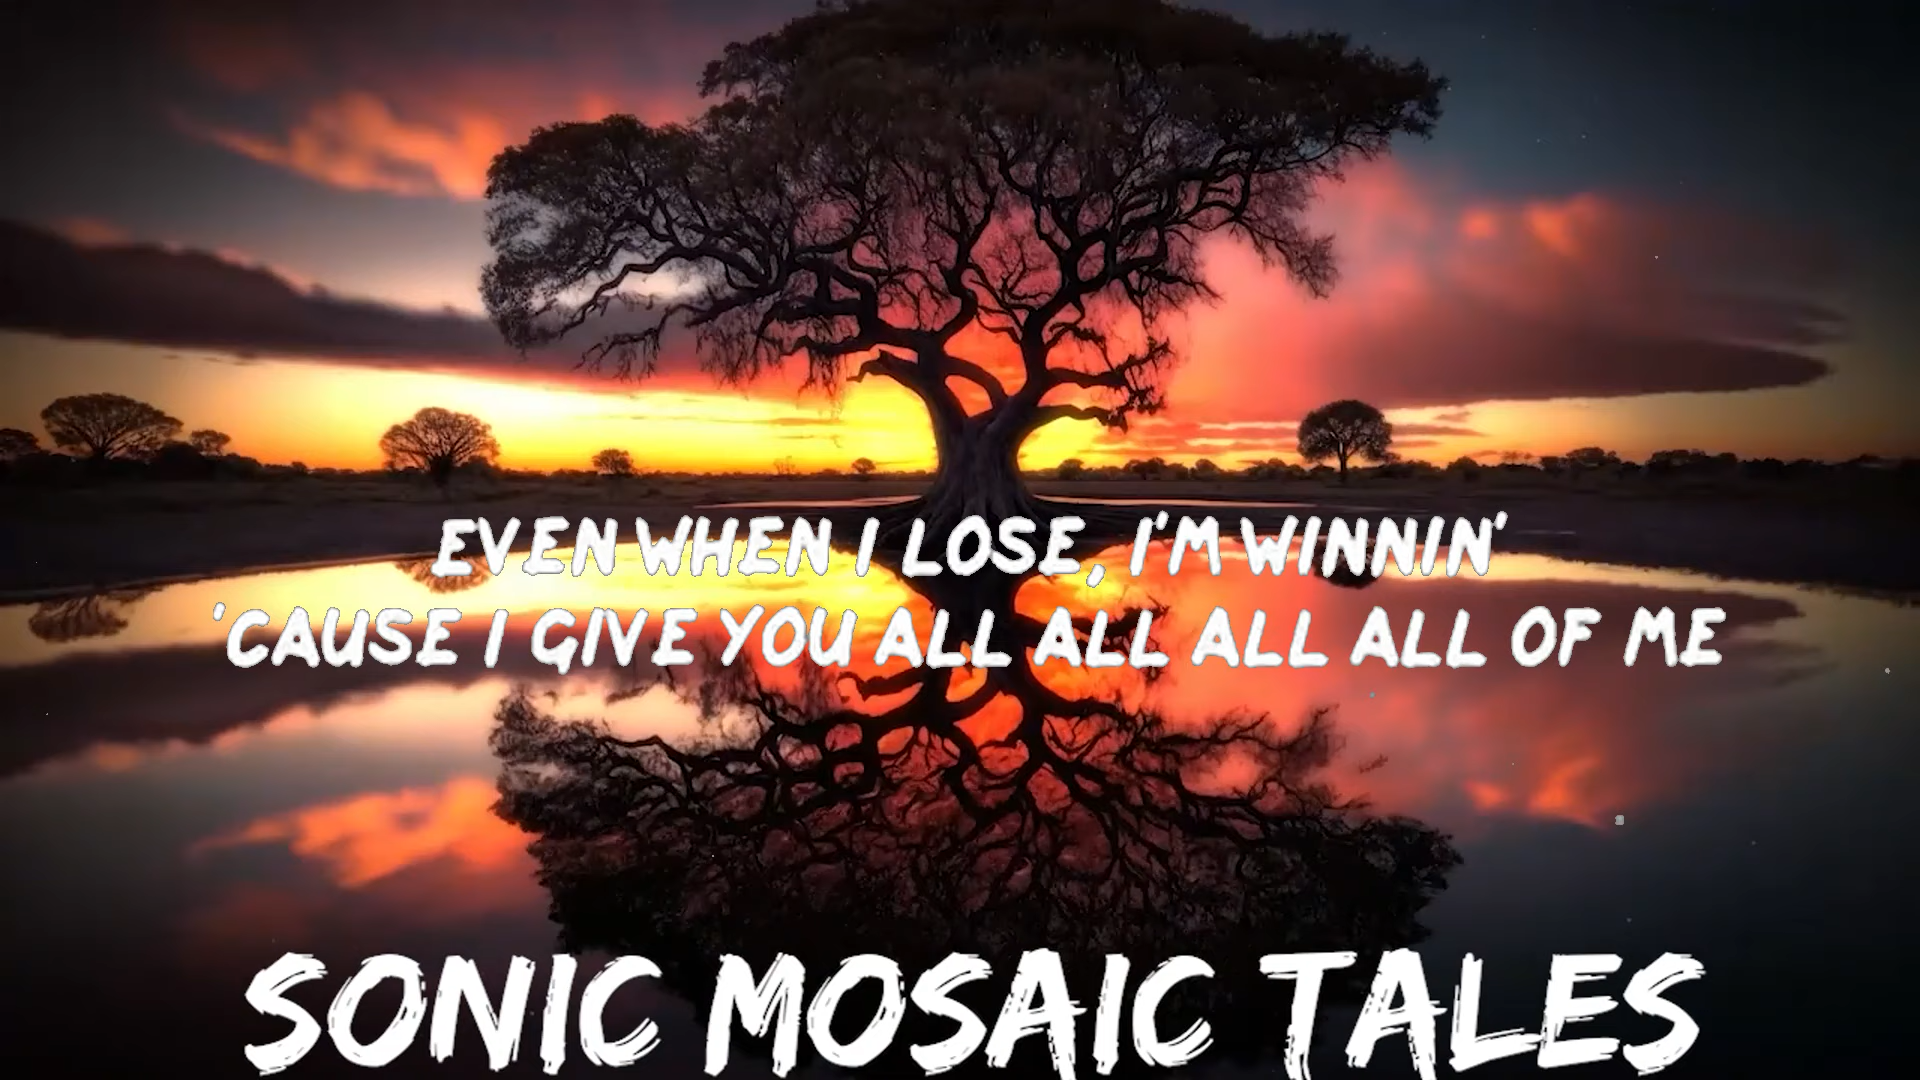 EVEN WHEN I LOSE, I'M WINNIN'
'CAUSE I GIVE YOU ALL ALL ALL ALL OF ME
SONIC MOSAIC TALES